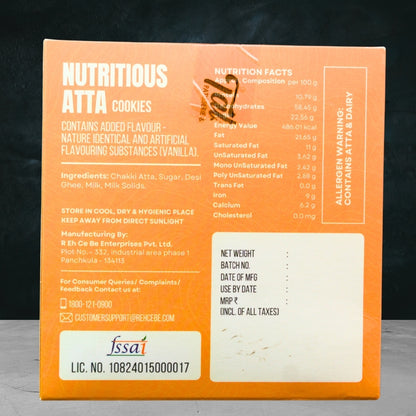 NUTRITIOUS
ATTA COOKIES
CONTAINS ADDED FLAVOUR -
NATURE IDENTICAL AND ARTIFICIAL
FLAVOURING SUBSTANCES (VANILLA).
Ingredients: Chakki Atta, Sugar, Desi
Ghee, Milk, Milk Solids.
STORE IN COOL, DRY & HYGIENIC PLACE
KEEP AWAY FROM DIRECT SUNLIGHT
Manufacturing By:
R Eh Ce Be Enterprises Pvt. Ltd.
Plot No. - 332, industrial area phase 1
Panchkula - 134113
For Consumer Queries/ Complaints/
Feedback Contact us at:
1800-121-0900
CUSTOMERSUPPORT@REHCEBE.COM
fssai
LIC. NO. 10824015000017
NUTRITION FACTS
Composition per 100 g
10.79 g
58.45 g
22.56 g
Energy Value 486.01 kcal
Fat 21.65 g
Saturated Fat 11 g
UnSaturated Fat 3.62 g
Mono UnSaturated Fat 3.42 g
Poly UnSaturated Fat 2.68 g
Trans Fat 0.0 g
Iron 9 g
Calcium 6.2 g
Cholesterol 0.0 mg
ALLERGEN WARNING:
CONTAINS ATTA & DAIRY
NET WEIGHT :
BATCH NO. :
DATE OF MFG :
USE BY DATE :
MRP ₹ :
(INCL. OF ALL TAXES)